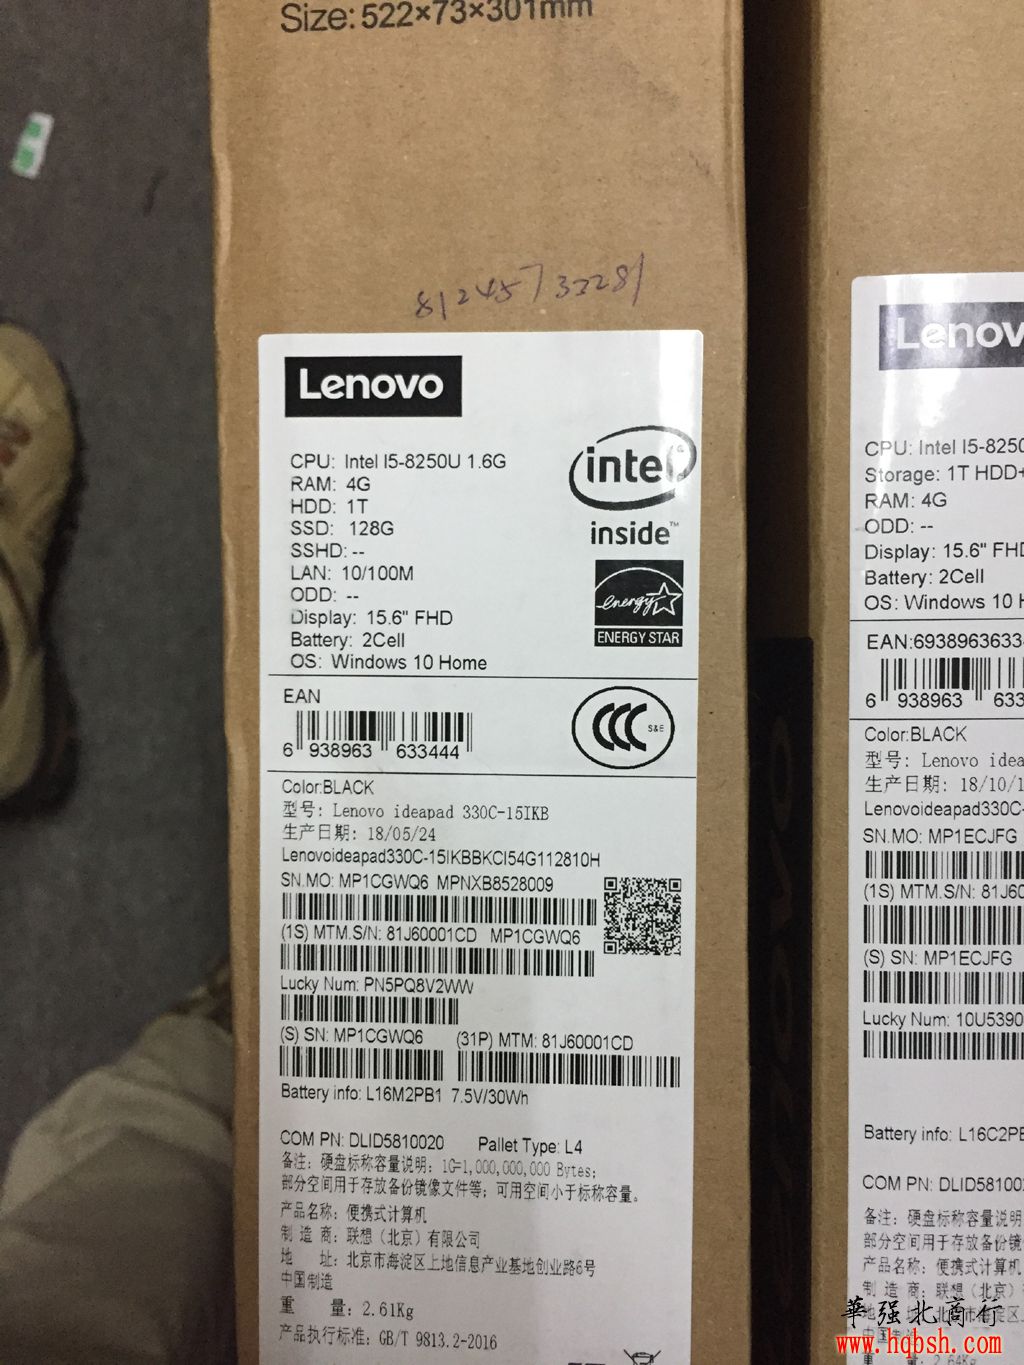 Size: 522×73×301mm
81245733281
Lenovo
CPU: Intel I5-8250U 1.6G
RAM: 4G
HDD: 1T
SSD: 128G
SSHD: --
LAN: 10/100M
ODD: --
Display: 15.6" FHD
Battery: 2Cell
OS: Windows 10 Home
intel
inside™
energy
ENERGY STAR
EAN
6 938963 633444
CCC S&E
Color:BLACK
型号: Lenovo ideapad 330C-15IKB
生产日期: 18/05/24
Lenovoideapad330C-15IKBBKCI54G112810H
SN.MO: MP1CGWQ6 MPNXB8528009
(1S) MTM.S/N: 81J60001CD MP1CGWQ6
Lucky Num: PN5PQ8V2WW
(S) SN: MP1CGWQ6 (31P) MTM: 81J60001CD
Battery info: L16M2PB1 7.5V/30Wh
COM PN: DLID5810020 Pallet Type: L4
备注: 硬盘标称容量说明: 1G=1,000,000,000 Bytes;
部分空间用于存放备份镜像文件等; 可用空间小于标称容量。
产品名称: 便携式计算机
制 造 商: 联想（北京）有限公司
地 址: 北京市海淀区上地信息产业基地创业路6号
中国制造
重 量: 2.61Kg
产品执行标准: GB/T 9813.2-2016
Lenov
CPU: Intel I5-8250
Storage: 1T HDD+
RAM: 4G
ODD: --
Display: 15.6" FHD
Battery: 2Cell
OS: Windows 10 H
EAN:6938963633
6 938963 633
Color:BLACK
型号: Lenovo idea
生产日期: 18/10/1
Lenovoideapad330C-
SN.MO: MP1ECJFG
(1S) MTM.S/N: 81J60
(S) SN: MP1ECJFG
Lucky Num: 10U5390
Battery info: L16C2PB
COM PN: DLID581002
备注: 硬盘标称容量说明
部分空间用于存放备份镜
产品名称: 便携式计算机
制 造 商: 联想（北京）
華强北商行
www.hqbsh.com